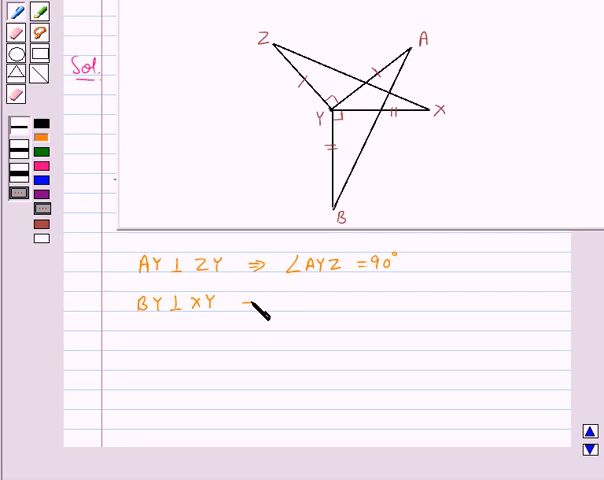 Z
A
Sol.
Y
X
B
AY ⊥ ZY ⇒ ∠AYZ = 90°
BY ⊥ XY